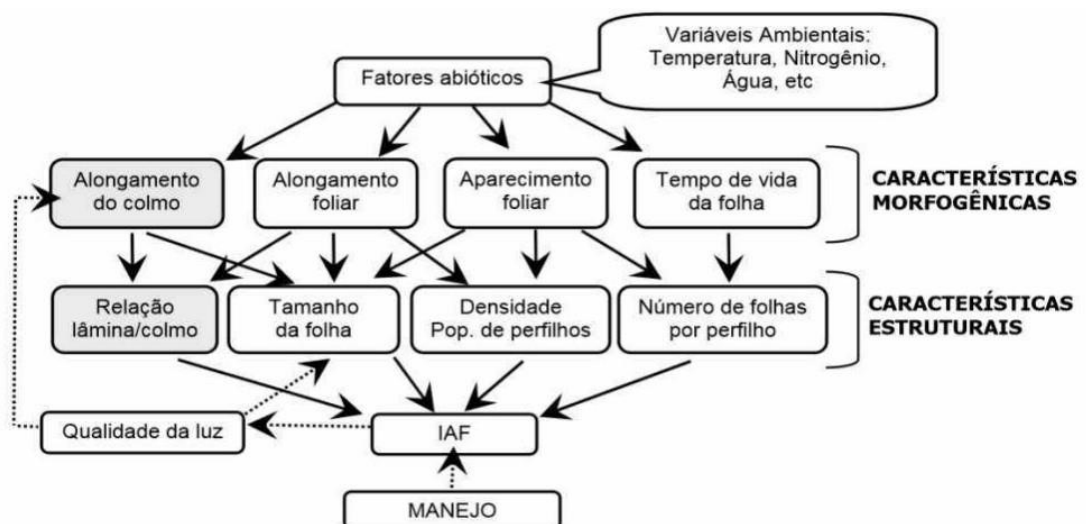 Variáveis Ambientais:
Temperatura, Nitrogênio,
Água, etc
Fatores abióticos
Alongamento
do colmo
Alongamento
foliar
Aparecimento
foliar
Tempo de vida
da folha
CARACTERÍSTICAS
MORFOGÊNICAS
Relação
lâmina/colmo
Tamanho
da folha
Densidade
Pop. de perfilhos
Número de folhas
por perfilho
CARACTERÍSTICAS
ESTRUTURAIS
Qualidade da luz
IAF
MANEJO